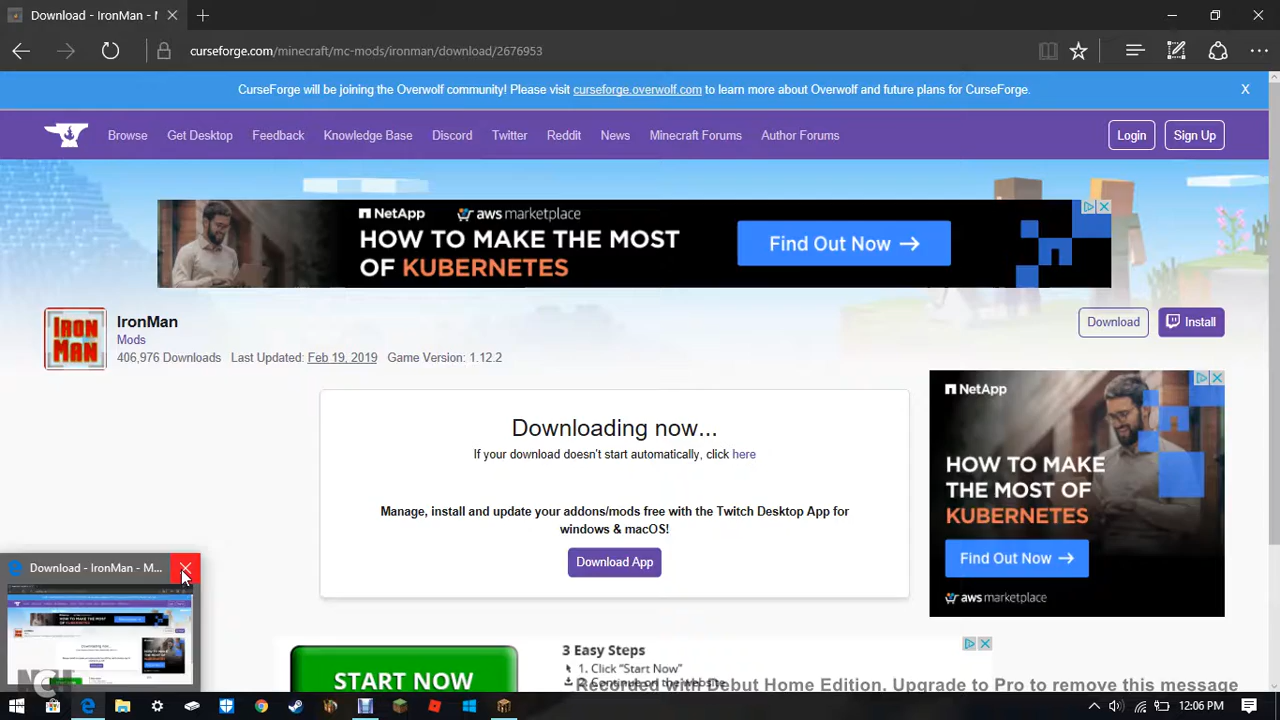 Download - IronMan - M
curseforge.com/minecraft/mc-mods/ironman/download/2676953
CurseForge will be joining the Overwolf community! Please visit curseforge.overwolf.com to learn more about Overwolf and future plans for CurseForge.
X
Browse Get Desktop Feedback Knowledge Base Discord Twitter Reddit News Minecraft Forums Author Forums Login Sign Up
NetApp aws marketplace
HOW TO MAKE THE MOST
OF KUBERNETES
Find Out Now →
IRON
MAN
IronMan
Mods
406,976 Downloads Last Updated: Feb 19, 2019 Game Version: 1.12.2
Download Install
Downloading now...
If your download doesn't start automatically, click here
Manage, install and update your addons/mods free with the Twitch Desktop App for
windows & macOS!
Download App
NetApp
HOW TO MAKE
THE MOST OF
KUBERNETES
Find Out Now →
aws marketplace
Download - IronMan - M...
START NOW
3 Easy Steps
1. Click "Start Now"
2. Continue on the website
Recorded with Debut Home Edition. Upgrade to Pro to remove this message
NCH
12:06 PM